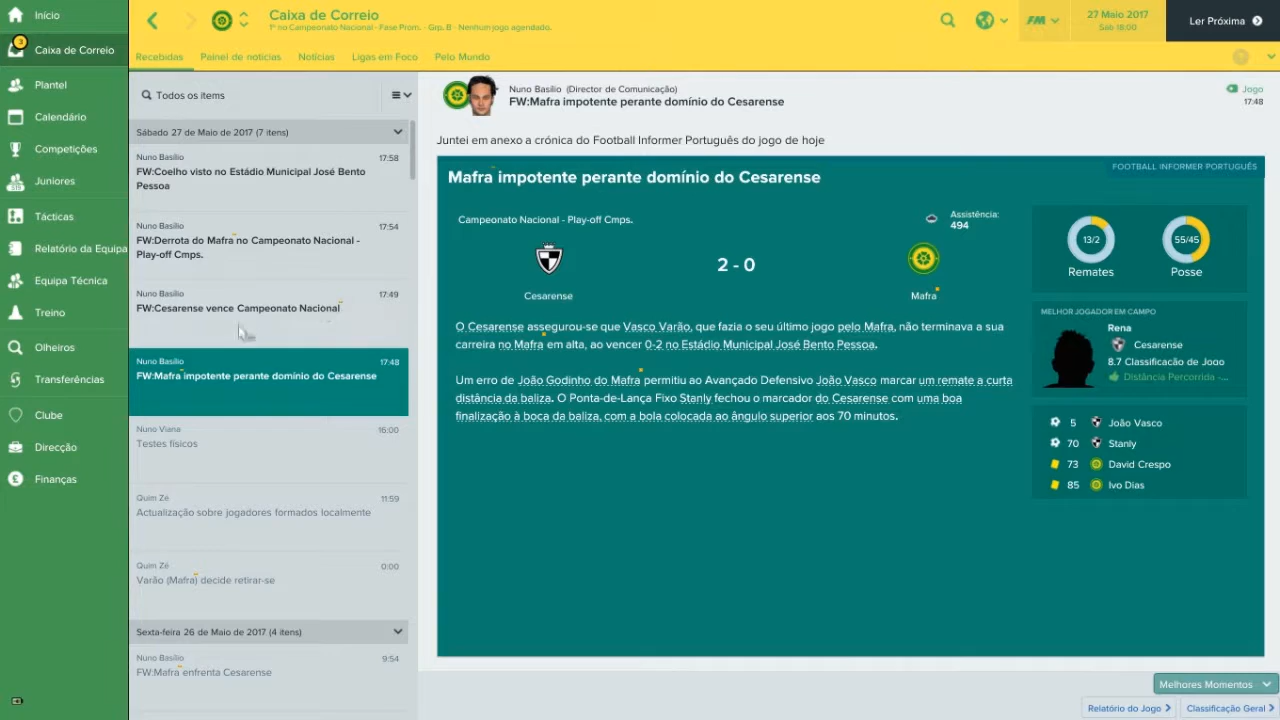 Início
3
Caixa de Correio
Plantel
Calendário
Competições
Juniores
Tácticas
Relatório da Equipa
Equipa Técnica
Treino
Olheiros
Transferências
Clube
Direcção
Finanças
Caixa de Correio
1º no Campeonato Nacional - Fase Prom. - Grp. B - Nenhum jogo agendado.
FM
27 Maio 2017
Sáb 18:00
Ler Próxima
Recebidas
Painel de notícias
Notícias
Ligas em Foco
Pelo Mundo
Todos os items
Sábado 27 de Maio de 2017 (7 itens)
Nuno Basílio 17:58
FW:Coelho visto no Estádio Municipal José Bento
Pessoa
Nuno Basílio 17:54
FW:Derrota do Mafra no Campeonato Nacional -
Play-off Cmps.
Nuno Basílio 17:49
FW:Cesarense vence Campeonato Nacional
Nuno Basílio 17:48
FW:Mafra impotente perante domínio do Cesarense
Nuno Viana 16:00
Testes físicos
Quim Zé 11:59
Actualização sobre jogadores formados localmente
Quim Zé 0:00
Varão (Mafra) decide retirar-se
Sexta-feira 26 de Maio de 2017 (4 itens)
Nuno Basílio 9:54
FW:Mafra enfrenta Cesarense
Nuno Basílio (Director de Comunicação)
FW:Mafra impotente perante domínio do Cesarense
Jogo
17:48
Juntei em anexo a crónica do Football Informer Português do jogo de hoje
FOOTBALL INFORMER PORTUGUÊS
Mafra impotente perante domínio do Cesarense
Campeonato Nacional - Play-off Cmps.
Assistência:
494
2 - 0
Cesarense
Mafra
O Cesarense assegurou-se que Vasco Varão, que fazia o seu último jogo pelo Mafra, não terminava a sua
carreira no Mafra em alta, ao vencer 0-2 no Estádio Municipal José Bento Pessoa.
Um erro de João Godinho do Mafra permitiu ao Avançado Defensivo João Vasco marcar um remate a curta
distância da baliza. O Ponta-de-Lança Fixo Stanly fechou o marcador do Cesarense com uma boa
finalização à boca da baliza, com a bola colocada ao ângulo superior aos 70 minutos.
13/2
Remates
55/45
Posse
MELHOR JOGADOR EM CAMPO
Rena
Cesarense
8.7 Classificação de Jogo
Distância Percorrida -...
5 João Vasco
70 Stanly
73 David Crespo
85 Ivo Dias
Melhores Momentos
Relatório do Jogo
Classificação Geral